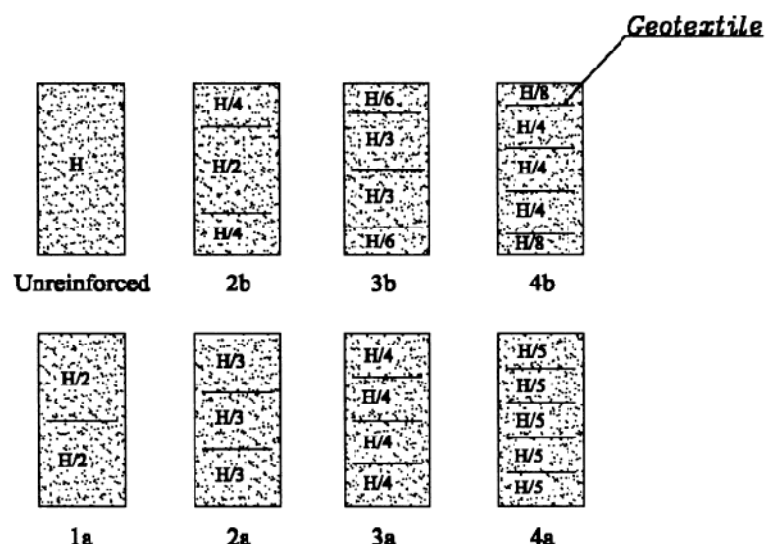 Geotextile
H
Unreinforced
H/4
H/2
H/4
2b
H/6
H/3
H/3
H/6
3b
H/8
H/4
H/4
H/4
H/8
4b
H/2
H/2
1a
H/3
H/3
H/3
2a
H/4
H/4
H/4
H/4
3a
H/5
H/5
H/5
H/5
H/5
4a